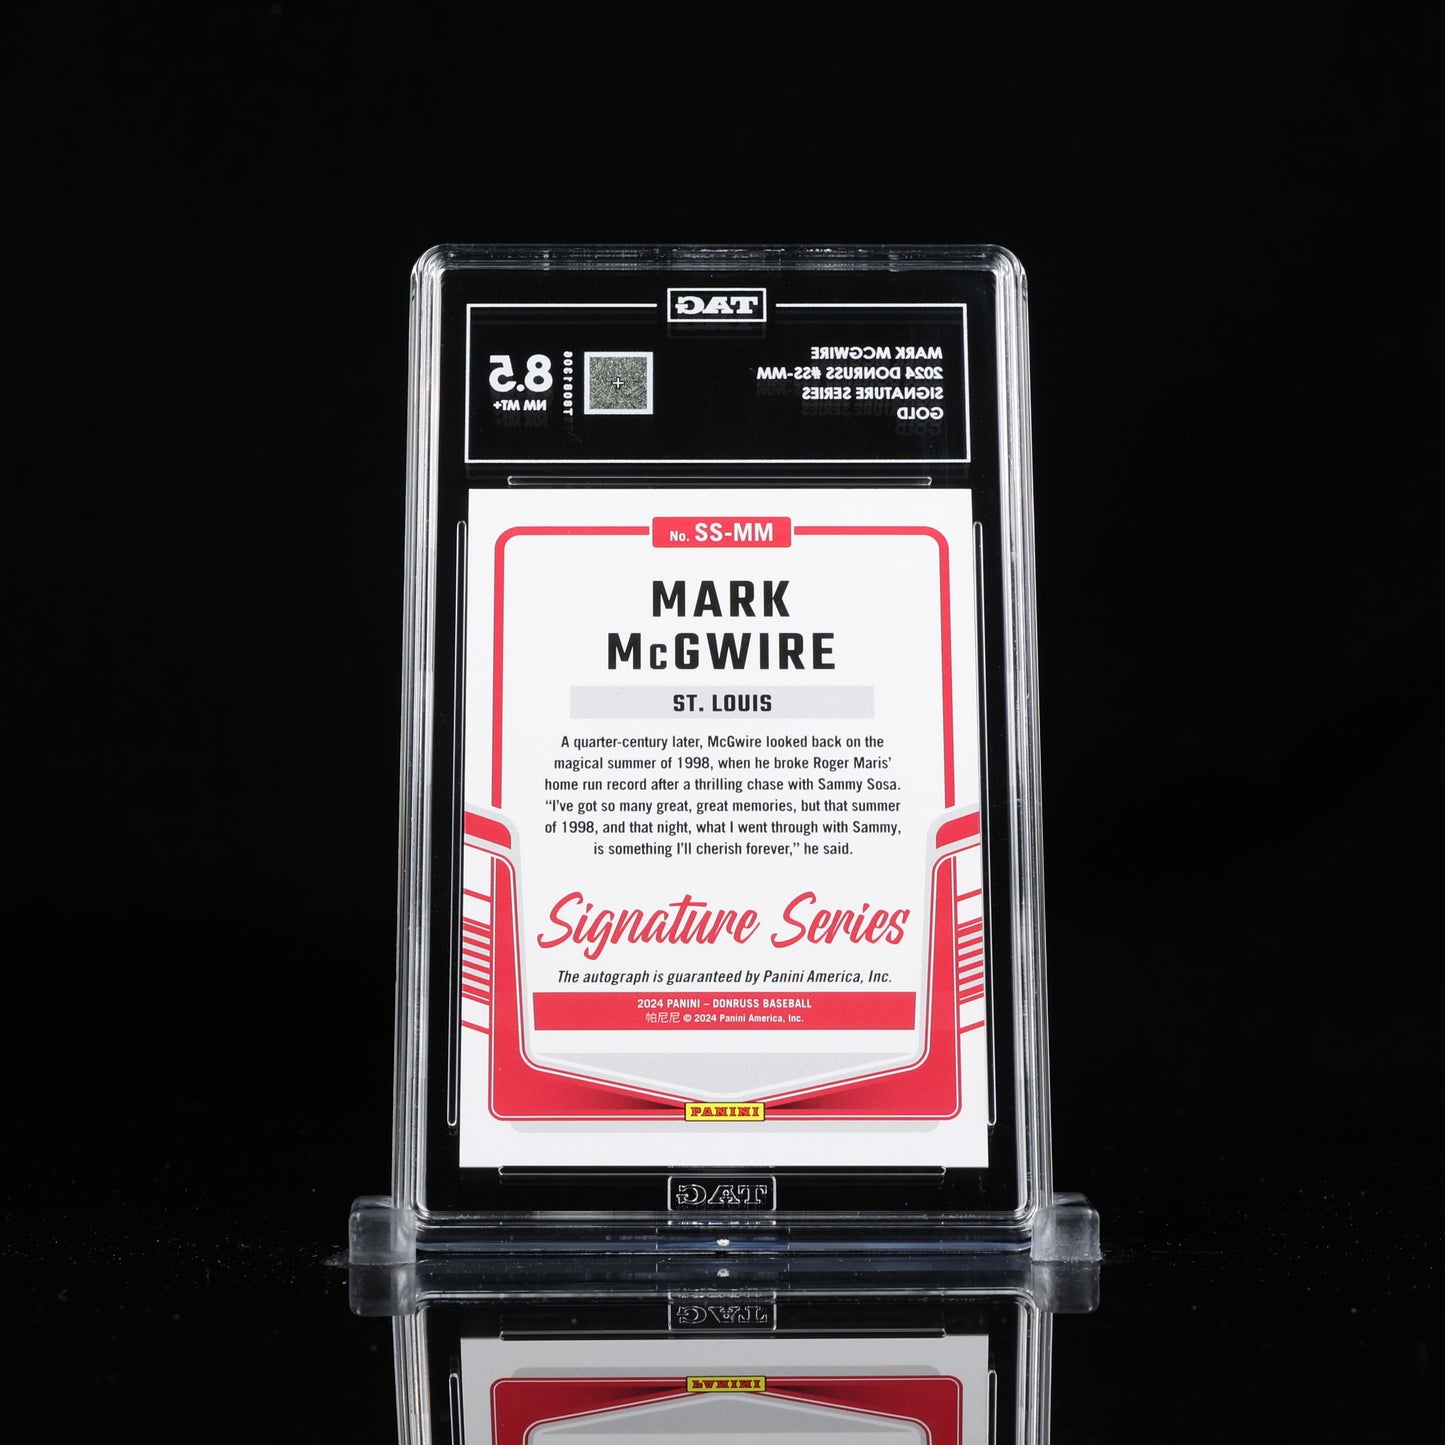 TAG
MARK MCGWIRE
2024 DONRUSS #SS-MM
SIGNATURE SERIES
GOLD
8.5
NM MT+
No. SS-MM
MARK
McGWIRE
ST. LOUIS
A quarter-century later, McGwire looked back on the
magical summer of 1998, when he broke Roger Maris’
home run record after a thrilling chase with Sammy Sosa.
“I’ve got so many great, great memories, but that summer
of 1998, and that night, what I went through with Sammy,
is something I’ll cherish forever,” he said.
Signature Series
The autograph is guaranteed by Panini America, Inc.
2024 PANINI – DONRUSS BASEBALL
帕尼尼 © 2024 Panini America, Inc.
PANINI
TAG